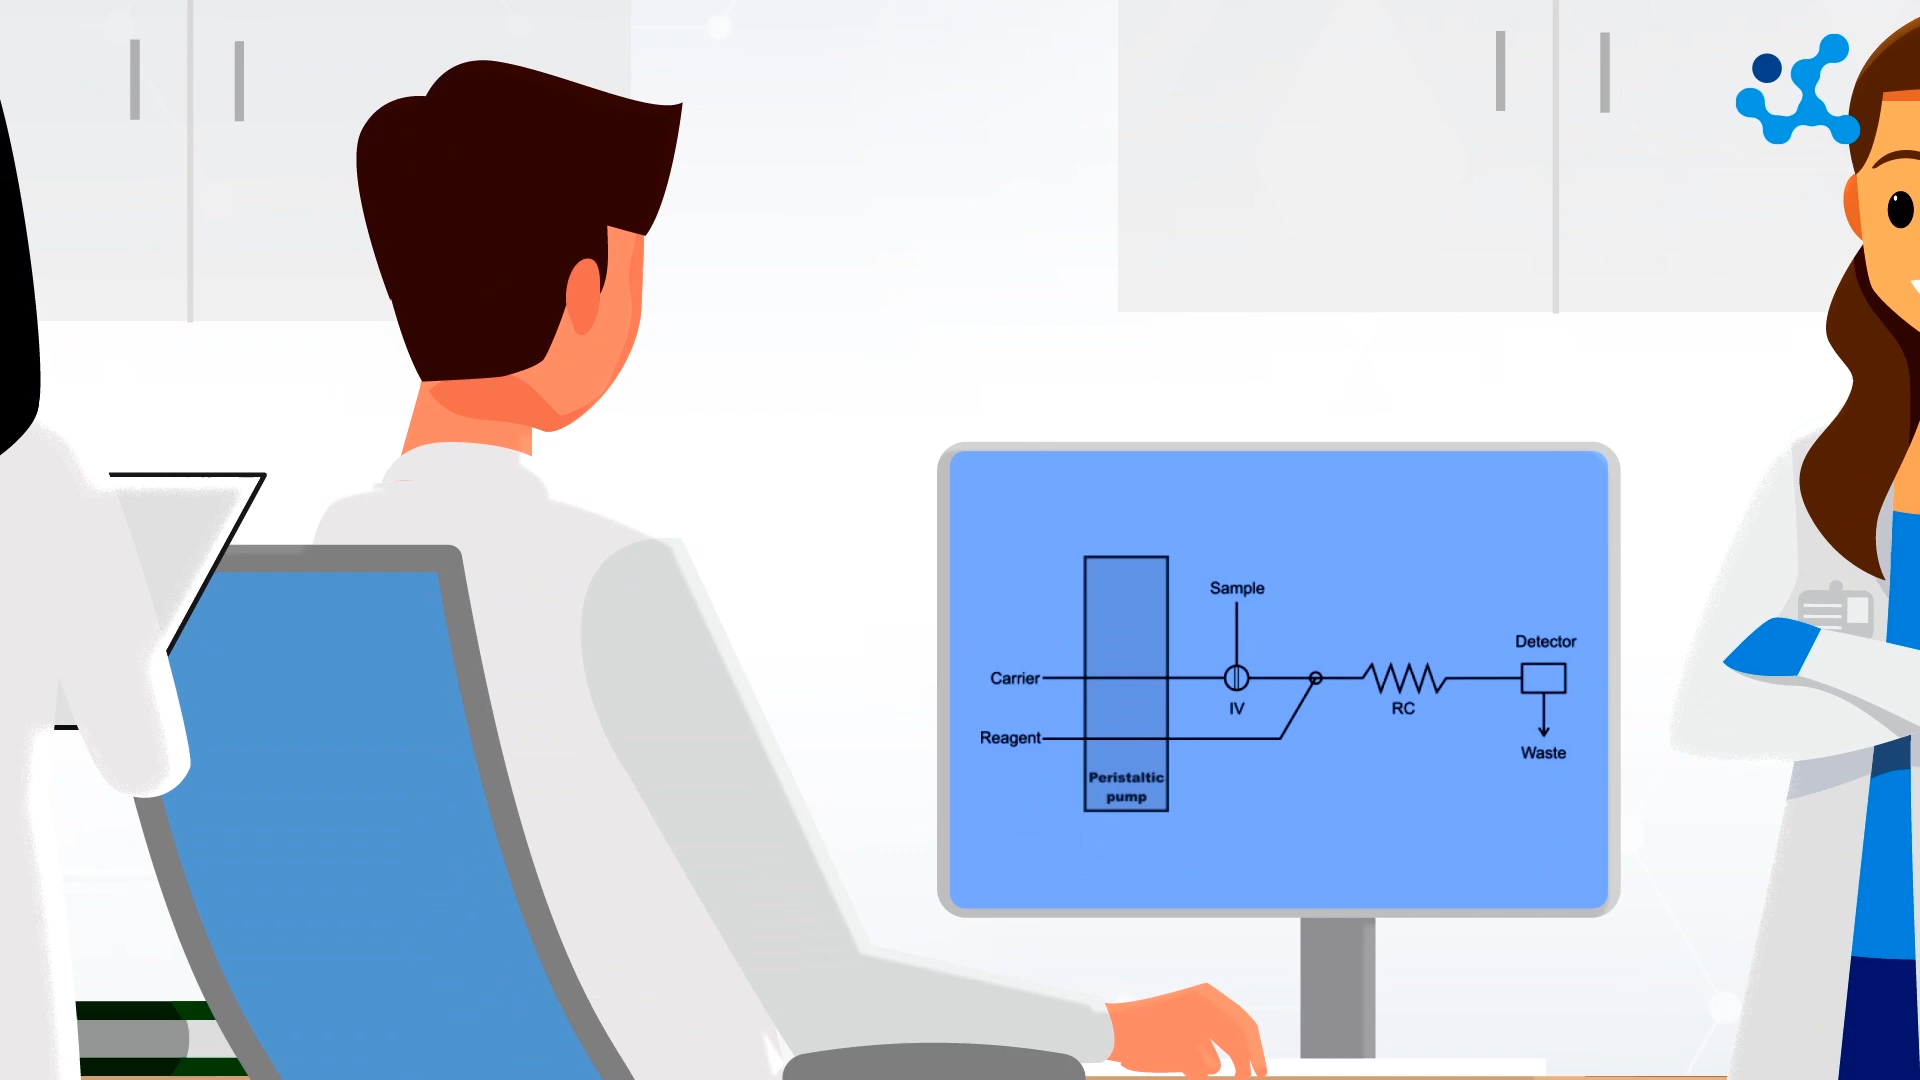 Sample
Detector
Carrier
IV
RC
Reagent
Waste
Peristaltic
pump